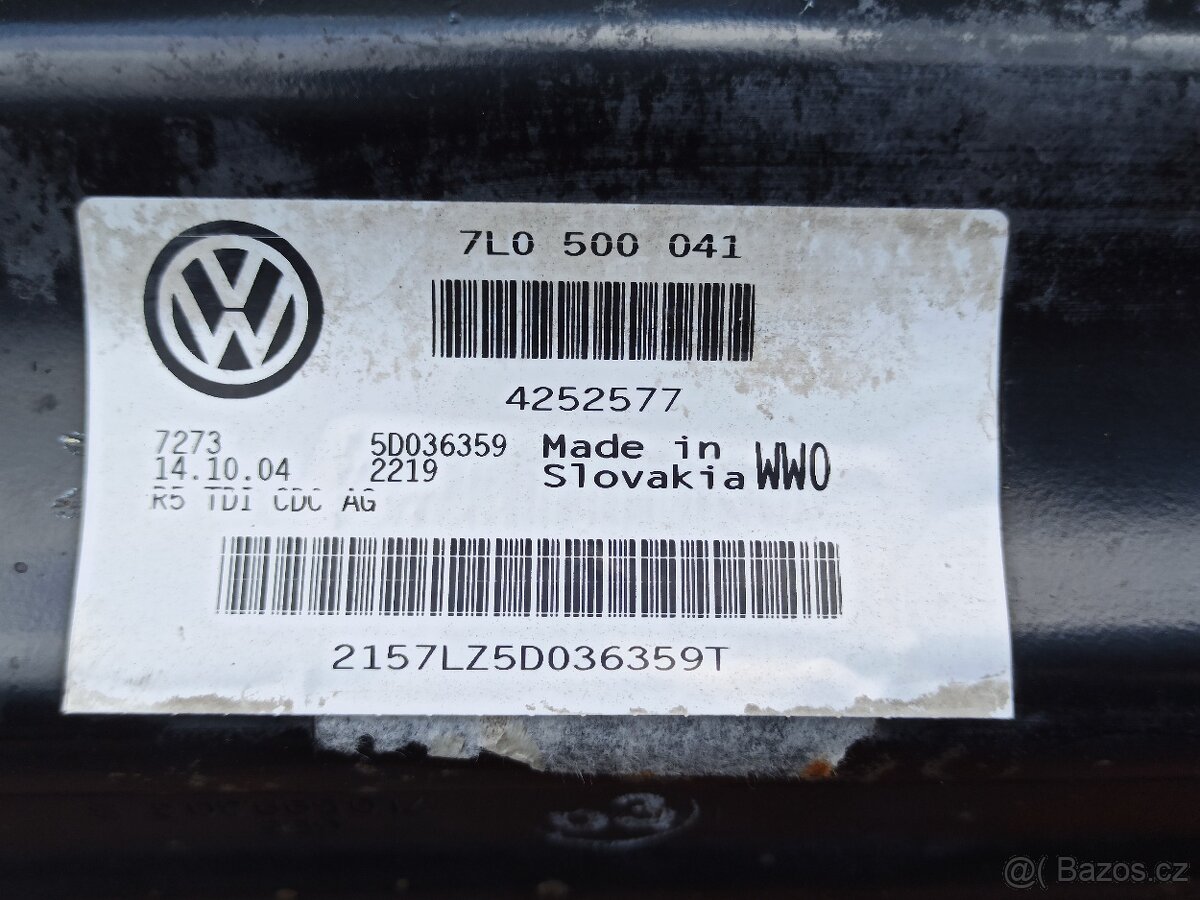 7L0 500 041
4252577
7273 5D036359 Made in WW0
14.10.04 2219 Slovakia
R5 TDI CDC AG
2157LZ5D036359T
@( Bazos.cz